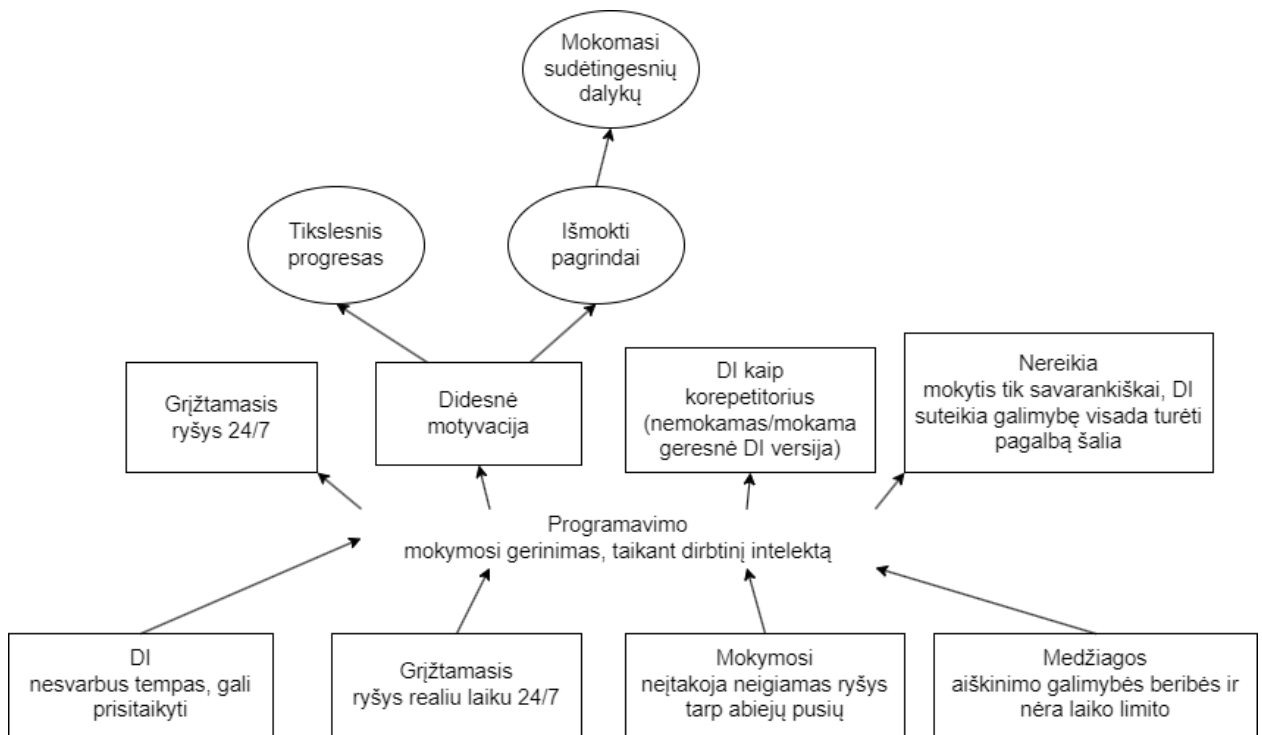 Mokomasi
sudėtingesnių
dalykų
Tikslesnis
progresas
Išmokti
pagrindai
Grįžtamasis
ryšys 24/7
Didesnė
motyvacija
DI kaip
korepetitorius
(nemokamas/mokama
geresnė DI versija)
Nereikia
mokytis tik savarankiškai, DI
suteikia galimybę visada turėti
pagalbą šalia
Programavimo
mokymosi gerinimas, taikant dirbtinį intelektą
DI
nesvarbus tempas, gali
prisitaikyti
Grįžtamasis
ryšys realiu laiku 24/7
Mokymosi
neįtakoja neigiamas ryšys
tarp abiejų pusių
Medžiagos
aiškinimo galimybės beribės ir
nėra laiko limito